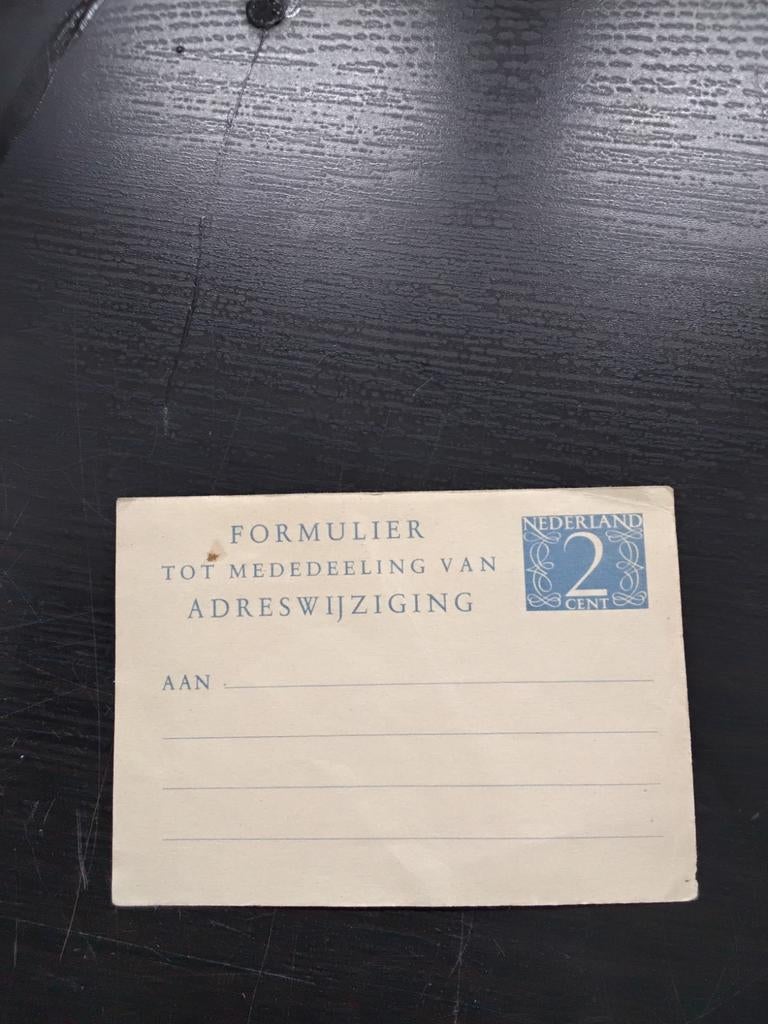 FORMULIER
TOT MEDEDEELING VAN
ADRESWIJZIGING
NEDERLAND
2
CENT
AAN